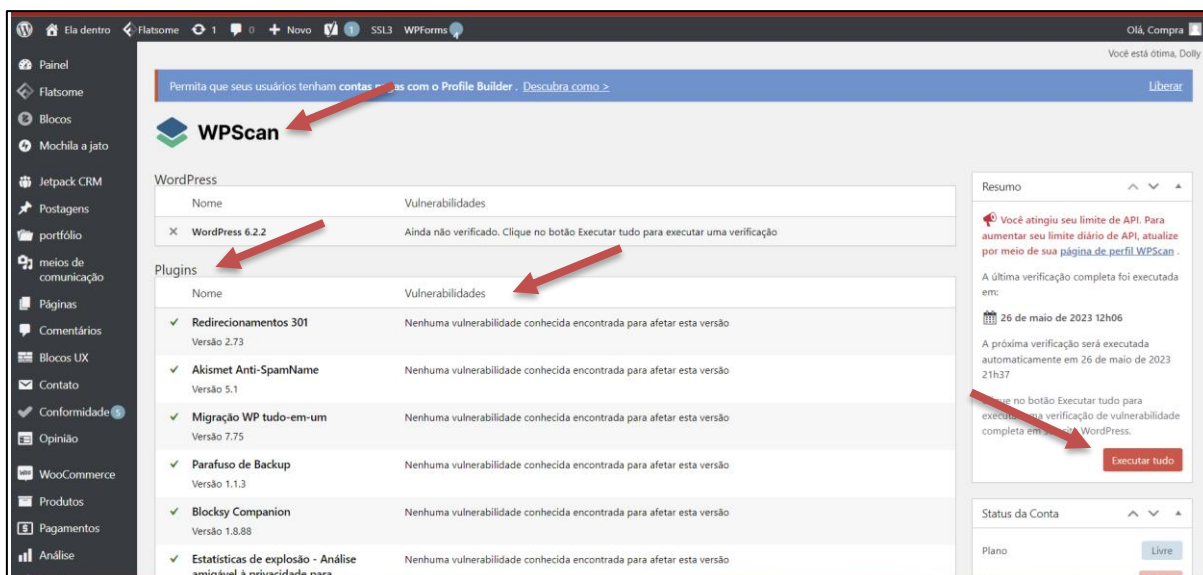 Ela dentro Flatsome 1 0 + Novo 1 SSL3 WPForms Olá, Compra
Você está ótima, Dolly
Painel
Flatsome
Blocos
Mochila a jato
Jetpack CRM
Postagens
portfólio
meios de
comunicação
Páginas
Comentários
Blocos UX
Contato
Conformidade 5
Opinião
WooCommerce
Produtos
Pagamentos
Análise
Permita que seus usuários tenham contas com o Profile Builder . Descubra como > Liberar
WPScan
WordPress
Nome Vulnerabilidades
WordPress 6.2.2 Ainda não verificado. Clique no botão Executar tudo para executar uma verificação
Plugins
Nome Vulnerabilidades
Redirecionamentos 301 Nenhuma vulnerabilidade conhecida encontrada para afetar esta versão
Versão 2.73
Akismet Anti-SpamName Nenhuma vulnerabilidade conhecida encontrada para afetar esta versão
Versão 5.1
Migração WP tudo-em-um Nenhuma vulnerabilidade conhecida encontrada para afetar esta versão
Versão 7.75
Parafuso de Backup Nenhuma vulnerabilidade conhecida encontrada para afetar esta versão
Versão 1.1.3
Blocksy Companion Nenhuma vulnerabilidade conhecida encontrada para afetar esta versão
Versão 1.8.88
Estatísticas de explosão - Análise Nenhuma vulnerabilidade conhecida encontrada para afetar esta versão
amigável à privacidade para
Resumo
Você atingiu seu limite de API. Para
aumentar seu limite diário de API, atualize
por meio de sua página de perfil WPScan .
A última verificação completa foi executada
em:
26 de maio de 2023 12h06
A próxima verificação será executada
automaticamente em 26 de maio de 2023
21h37
no botão Executar tudo para
verificação de vulnerabilidade
completa em WordPress.
Executar tudo
Status da Conta
Plano Livre